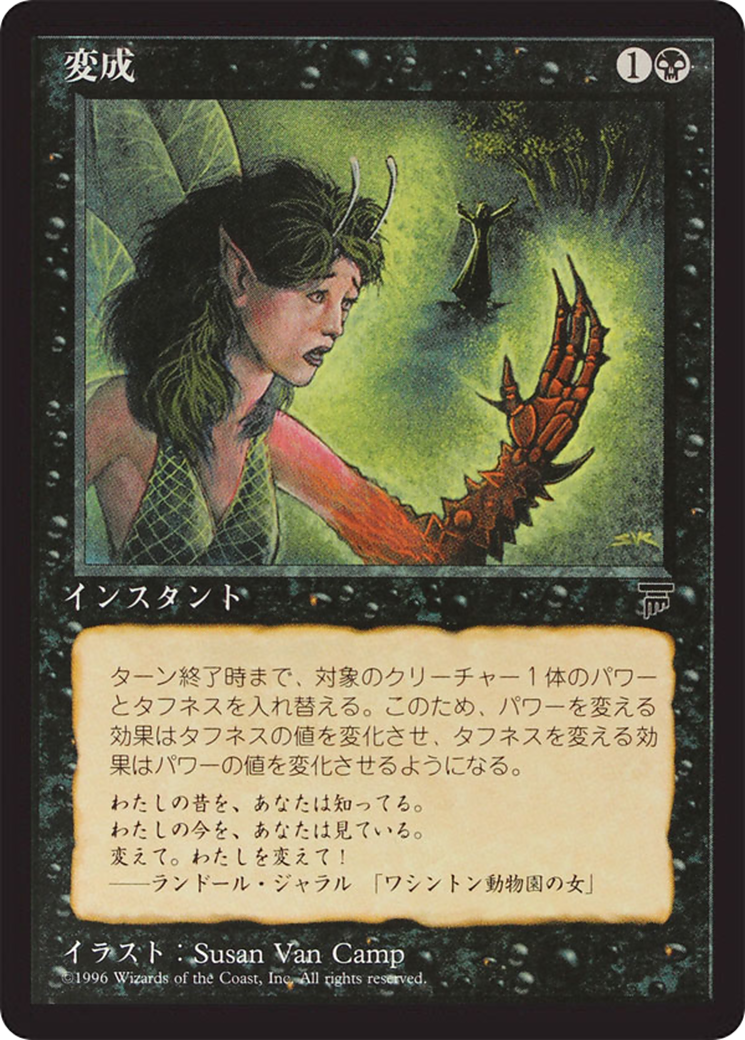 変成
1
インスタント
ターン終了時まで、対象のクリーチャー1体のパワー
とタフネスを入れ替える。このため、パワーを変える
効果はタフネスの値を変化させ、タフネスを変える効
果はパワーの値を変化させるようになる。
わたしの昔を、あなたは知ってる。
わたしの今を、あなたは見ている。
変えて。わたしを変えて!
——ランドール・ジャラル 「ワシントン動物園の女」
イラスト:Susan Van Camp
©1996 Wizards of the Coast, Inc. All rights reserved.